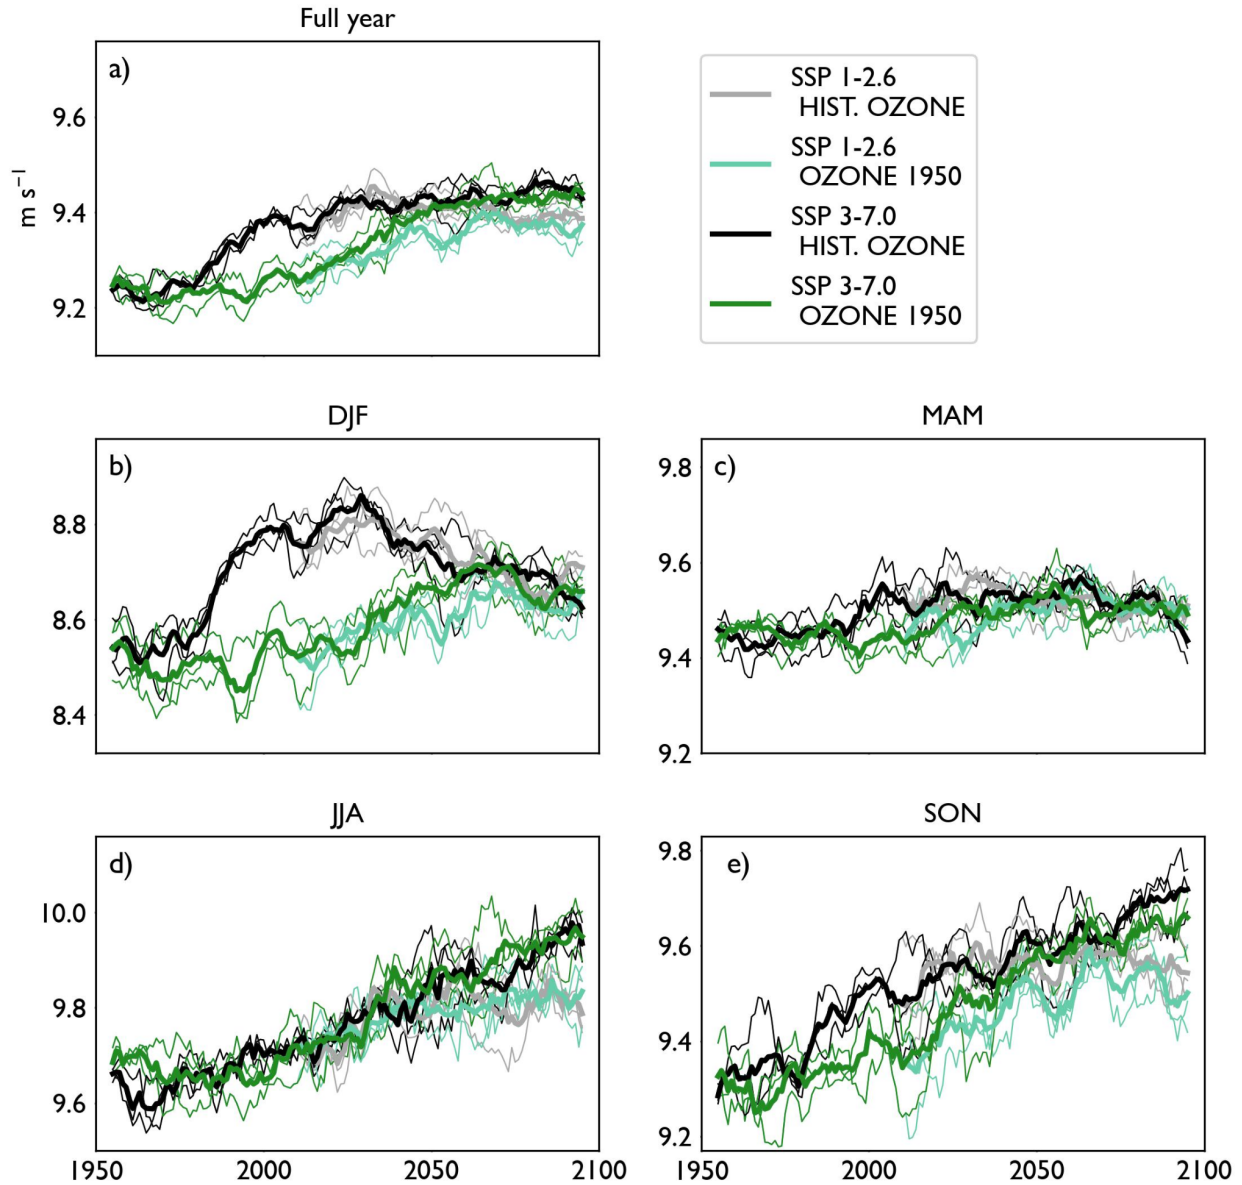 Full year
a)
9.6
9.4
9.2
m s⁻¹
SSP 1-2.6
HIST. OZONE
SSP 1-2.6
OZONE 1950
SSP 3-7.0
HIST. OZONE
SSP 3-7.0
OZONE 1950
DJF
b)
8.8
8.6
8.4
MAM
c)
9.8
9.6
9.4
9.2
JJA
d)
10.0
9.8
9.6
1950 2000 2050 2100
SON
e)
9.8
9.6
9.4
9.2
1950 2000 2050 2100